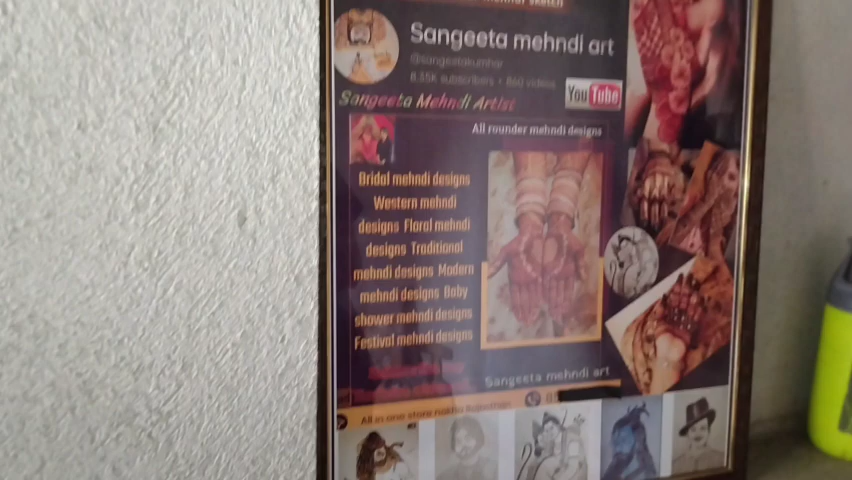 Sangeeta mehndi art
@sangeetakumhar
8.35K subscribers • 860 videos
YouTube
Sangeeta Mehndi Artist
All rounder mehndi designs
Bridal mehndi designs
Western mehndi
designs Floral mehndi
designs Traditional
mehndi designs Modern
mehndi designs Baby
shower mehndi designs
Festival mehndi designs
Sangeeta mehndi art
All in one store